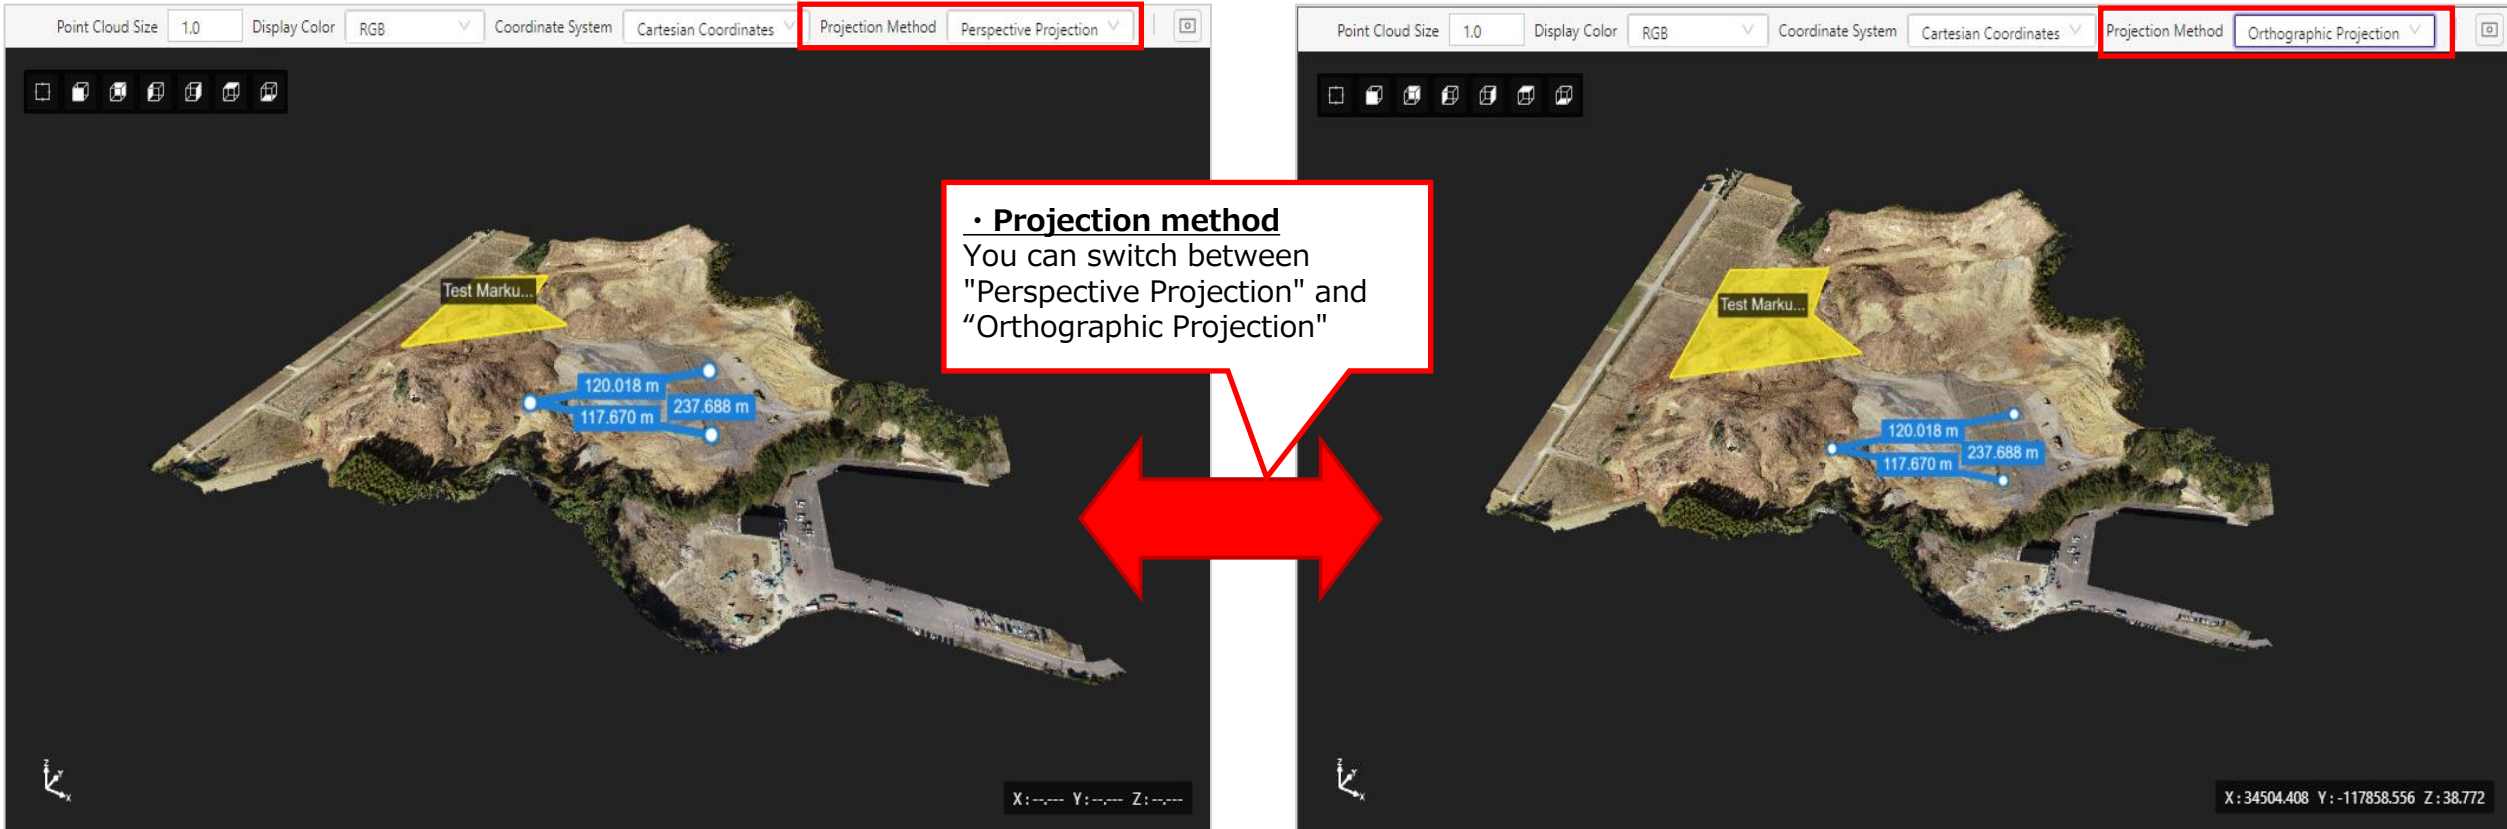 Point Cloud Size 1.0 Display Color RGB Coordinate System Cartesian Coordinates Projection Method Perspective Projection
Test Marku...
120.018 m
237.688 m
117.670 m
Z
Y
X
X : --.--- Y : --.--- Z : --.---
・Projection method
You can switch between
"Perspective Projection" and
“Orthographic Projection"
Point Cloud Size 1.0 Display Color RGB Coordinate System Cartesian Coordinates Projection Method Orthographic Projection
Test Marku...
120.018 m
237.688 m
117.670 m
Z
Y
X
X : 34504.408 Y : -117858.556 Z : 38.772